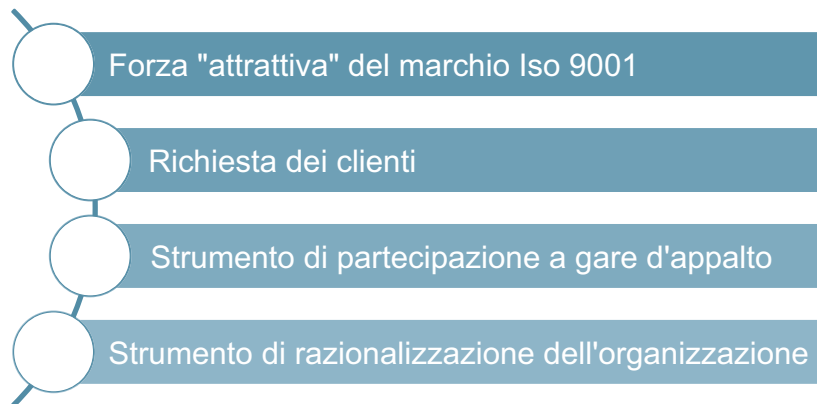 Forza "attrattiva" del marchio Iso 9001
Richiesta dei clienti
Strumento di partecipazione a gare d'appalto
Strumento di razionalizzazione dell'organizzazione